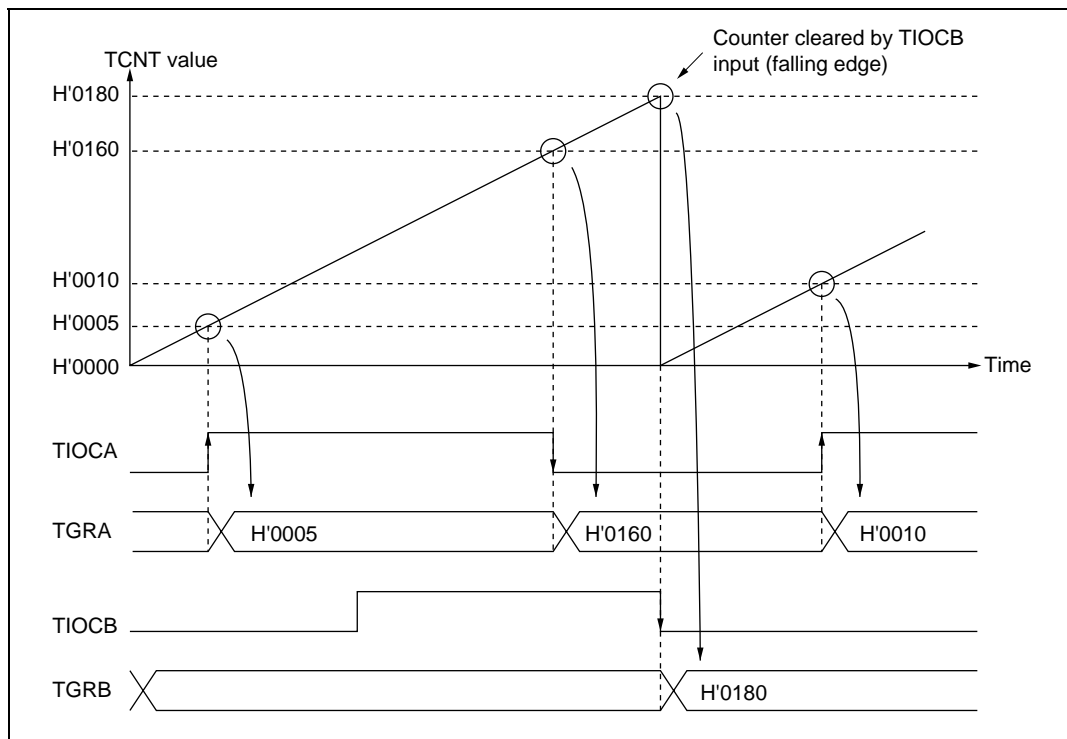 Counter cleared by TIOCB
input (falling edge)
TCNT value
H'0180
H'0160
H'0010
H'0005
H'0000
Time
TIOCA
TGRA
H'0005
H'0160
H'0010
TIOCB
TGRB
H'0180